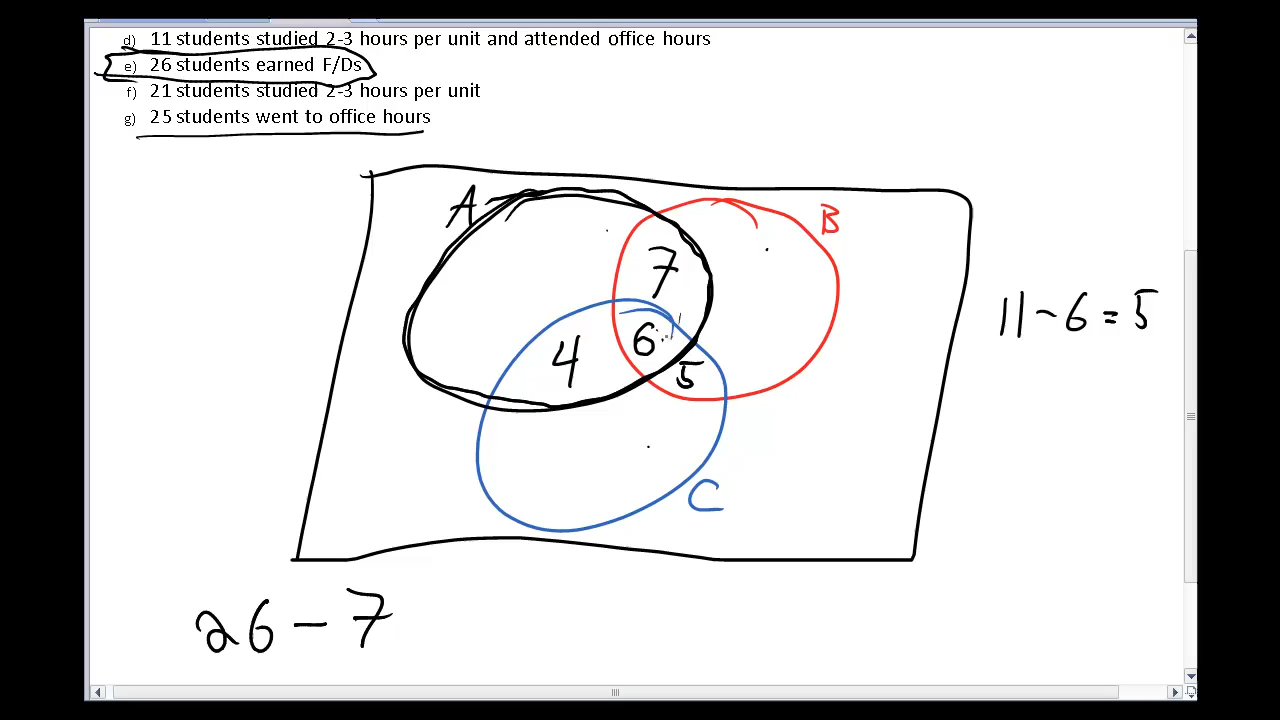 d) 11 students studied 2-3 hours per unit and attended office hours
e) 26 students earned F/Ds
f) 21 students studied 2-3 hours per unit
g) 25 students went to office hours
A
B
7
11-6=5
6
4
5
C
26-7